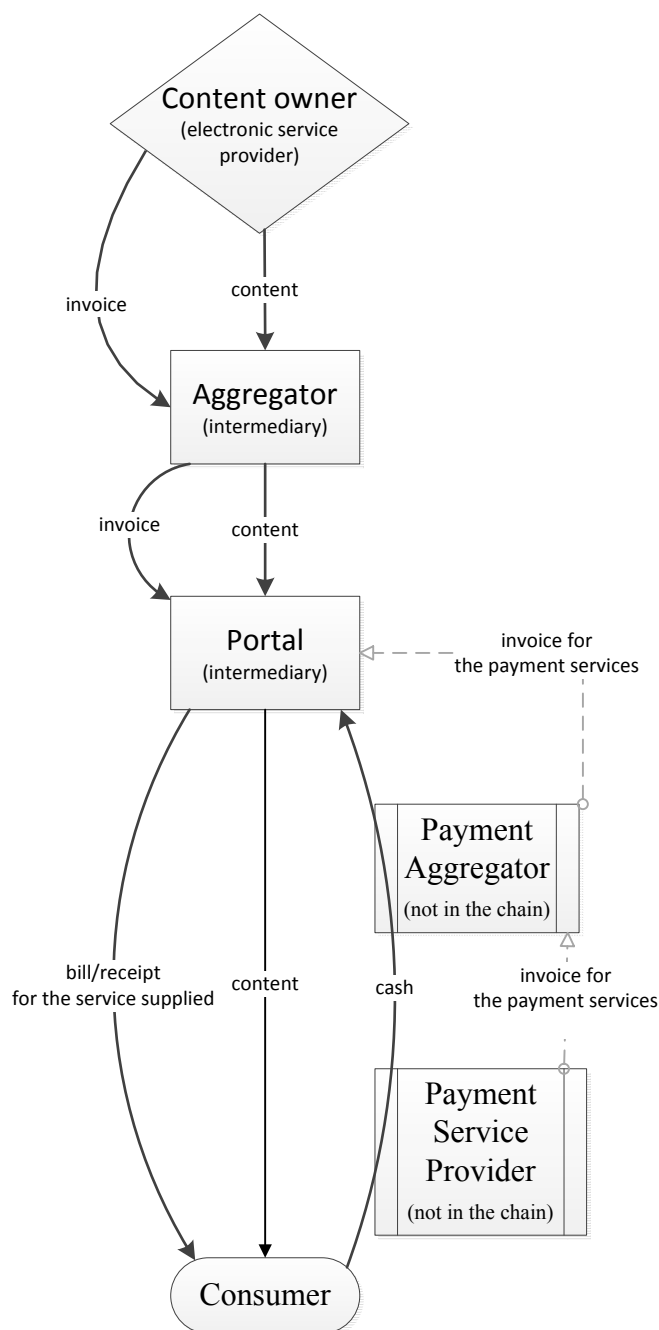 Content owner
(electronic service
provider)
invoice
content
Aggregator
(intermediary)
invoice
content
Portal
(intermediary)
invoice for
the payment services
Payment
Aggregator
(not in the chain)
bill/receipt
for the service supplied
content
cash
invoice for
the payment services
Payment
Service
Provider
(not in the chain)
Consumer